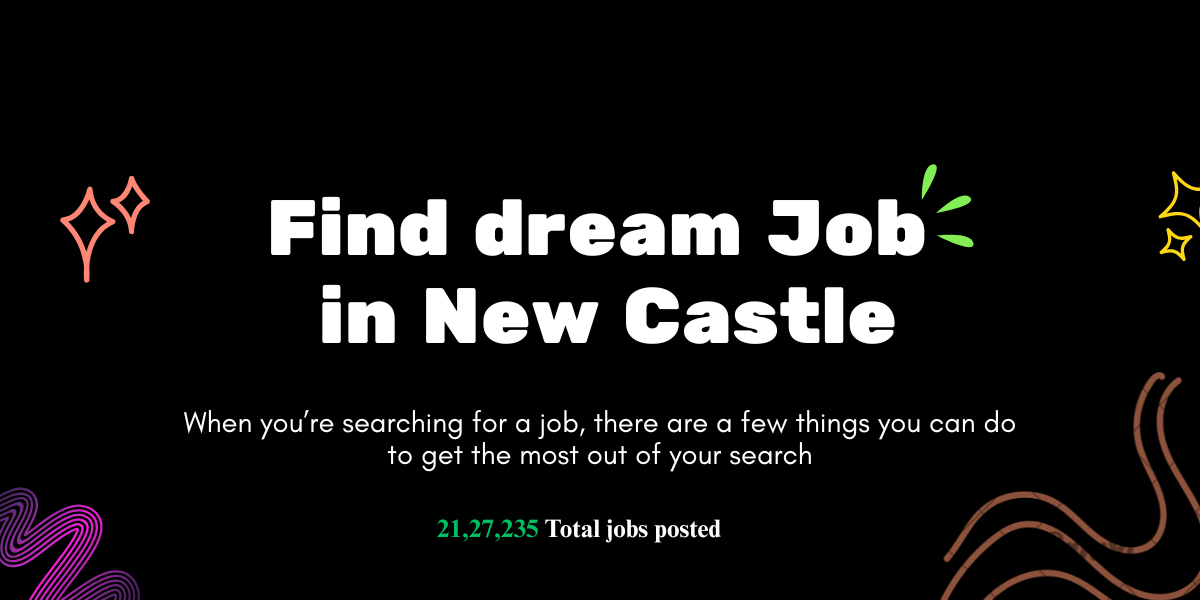 Find dream Job
in New Castle
When you’re searching for a job, there are a few things you can do
to get the most out of your search
21,27,235 Total jobs posted